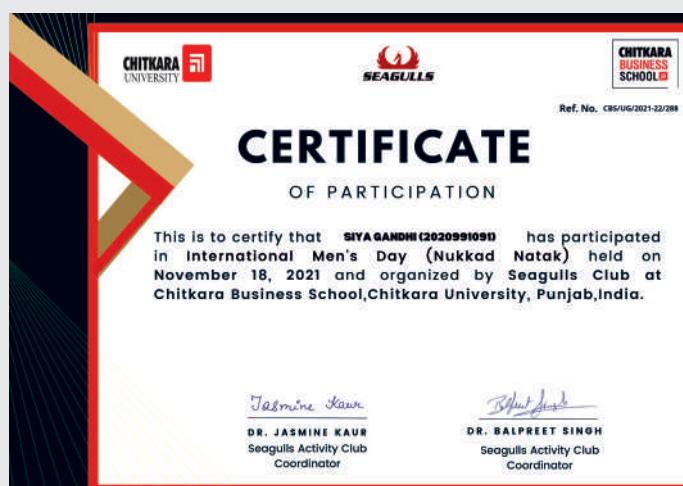 CHITKARA
UNIVERSITY
SEAGULLS
CHITKARA
BUSINESS
SCHOOL
Ref. No. CBS/UG/2021-22/288
CERTIFICATE
OF PARTICIPATION
This is to certify that SIYA GANDHI (2020991091) has participated
in International Men's Day (Nukkad Natak) held on
November 18, 2021 and organized by Seagulls Club at
Chitkara Business School,Chitkara University, Punjab,India.
Jasmine Kaur
Balpreet Singh
DR. JASMINE KAUR
Seagulls Activity Club
Coordinator
DR. BALPREET SINGH
Seagulls Activity Club
Coordinator